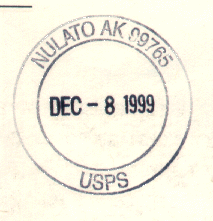 NULATO AK 99765
DEC - 8 1999
USPS